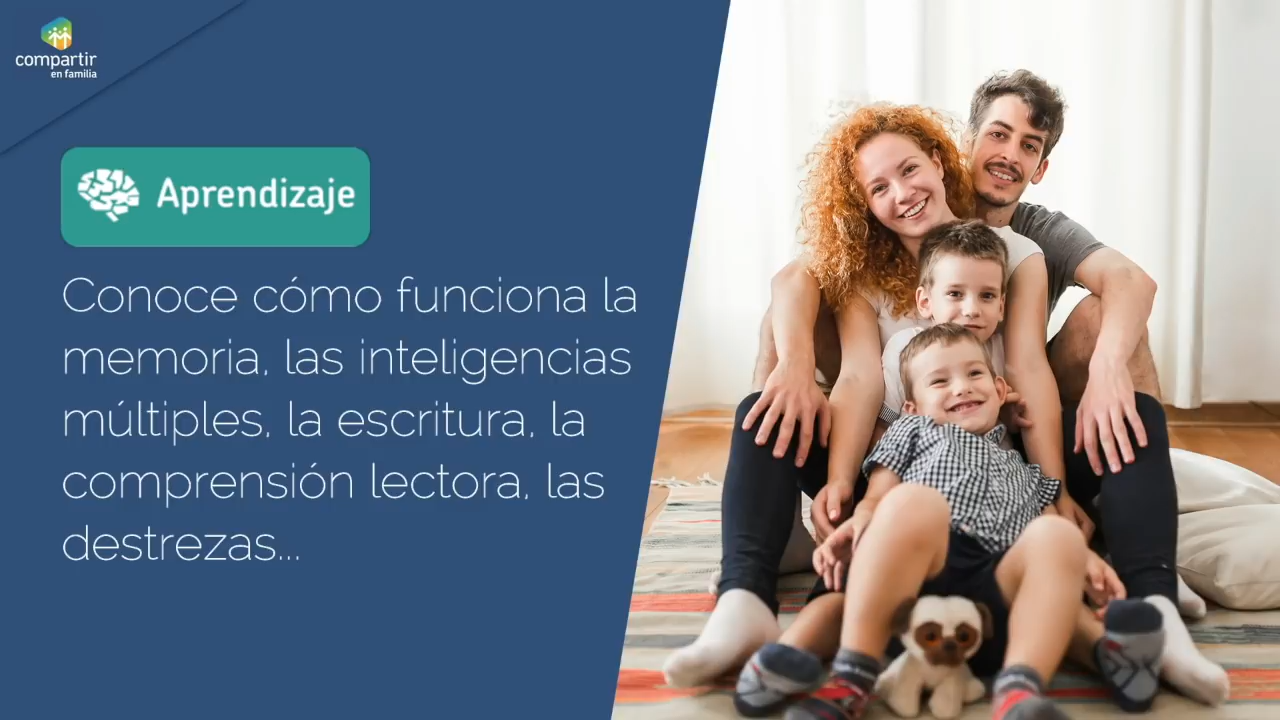 compartir
en familia
Aprendizaje
Conoce cómo funciona la
memoria, las inteligencias
múltiples, la escritura, la
comprensión lectora, las
destrezas...